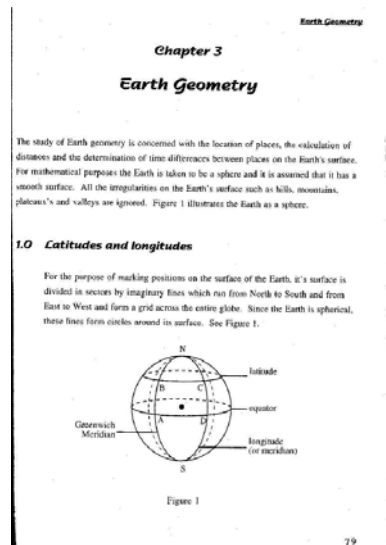 Earth Geometry
Chapter 3
Earth Geometry
The study of Earth geometry is concerned with the location of places, the calculation of
distances and the determination of time differences between places on the Earth's surface.
For mathematical purposes the Earth is taken to be a sphere and it is assumed that it has a
smooth surface. All the irregularities on the Earth's surface such as hills, mountains,
plateaux's and valleys are ignored. Figure 1 illustrates the Earth as a sphere.
1.0 Latitudes and longitudes
For the purpose of marking positions on the surface of the Earth, it's surface is
divided in sectors by imaginary lines which run from North to South and from
East to West and form a grid across the entire globe. Since the Earth is spherical,
these lines form circles around its surface. See Figure 1.
N
latitude
B C
equator
A D
Greenwich
Meridian
longitude
(or meridian)
S
Figure 1
79